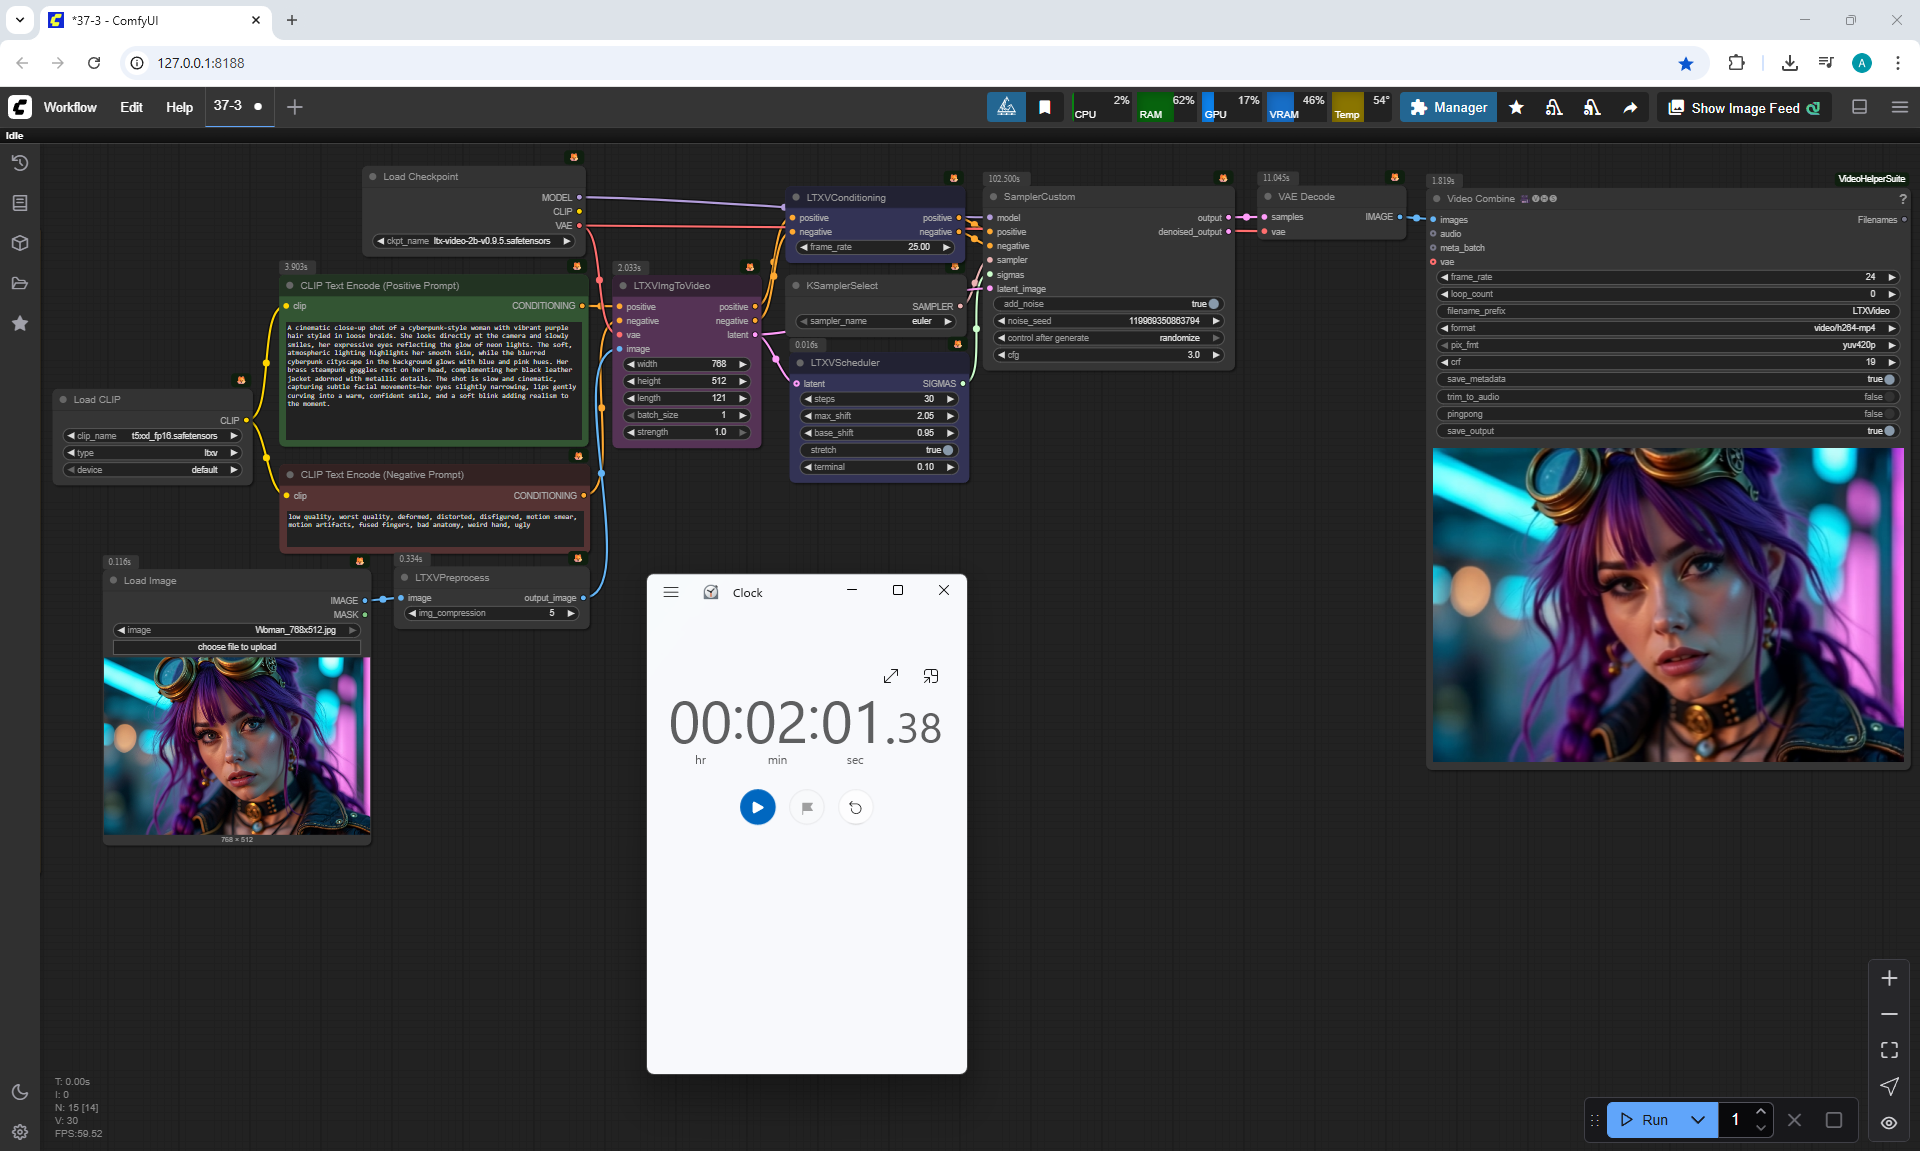 *37-3 - ComfyUI
127.0.0.1:8188
A
Workflow Edit Help 37-3
CPU 2%
RAM 62%
GPU 17%
VRAM 46%
Temp 54°
Manager
Show Image Feed
Idle
Load Checkpoint
MODEL
CLIP
VAE
ckpt_name ltx-video-2b-v0.9.5.safetensors
3.903s
CLIP Text Encode (Positive Prompt)
clip CONDITIONING
A cinematic close-up shot of a cyberpunk-style woman with vibrant purple
hair styled in loose braids. She looks directly at the camera and slowly
smiles, her expressive eyes reflecting the glow of neon lights. The soft,
atmospheric lighting highlights her smooth skin, while the blurred
cyberpunk cityscape in the background glows with blue and pink hues. Her
brass steampunk goggles rest on her head, complementing her black leather
jacket adorned with metallic details. The shot is slow and cinematic,
capturing subtle facial movements—her eyes slightly narrowing, lips gently
curving into a warm, confident smile, and a soft blink adding realism to
the moment.
Load CLIP
CLIP
clip_name t5xxl_fp16.safetensors
type ltxv
device default
CLIP Text Encode (Negative Prompt)
clip CONDITIONING
low quality, worst quality, deformed, distorted, disfigured, motion smear,
motion artifacts, fused fingers, bad anatomy, weird hand, ugly
0.116s
Load Image
IMAGE
MASK
image Woman_768x512.jpg
choose file to upload
768 × 512
0.334s
LTXVPreprocess
image output_image
img_compression 5
2.033s
LTXVImgToVideo
positive positive
negative negative
vae latent
image
width 768
height 512
length 121
batch_size 1
strength 1.0
LTXVConditioning
positive positive
negative negative
frame_rate 25.00
KSamplerSelect
SAMPLER
sampler_name euler
0.016s
LTXVScheduler
latent SIGMAS
steps 30
max_shift 2.05
base_shift 0.95
stretch true
terminal 0.10
102.500s
SamplerCustom
model output
positive denoised_output
negative
sampler
sigmas
latent_image
add_noise true
noise_seed 119969350883794
control after generate randomize
cfg 3.0
11.045s
VAE Decode
samples IMAGE
vae
1.819s
VideoHelperSuite
Video Combine VHS ?
images Filenames
audio
meta_batch
vae
frame_rate 24
loop_count 0
filename_prefix LTXVideo
format video/h264-mp4
pix_fmt yuv420p
crf 19
save_metadata true
trim_to_audio false
pingpong false
save_output true
Clock
00:02:01.38
hr min sec
T: 0.00s
I: 0
N: 15 [14]
V: 30
FPS:59.52
Run 1